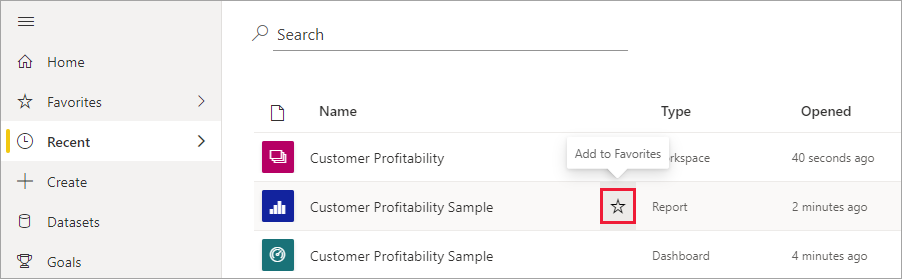 Search
Home
Favorites
Recent
Create
Datasets
Goals
Name Type Opened
Add to Favorites
Customer Profitability 40 seconds ago
Customer Profitability Sample Report 2 minutes ago
Customer Profitability Sample Dashboard 4 minutes ago